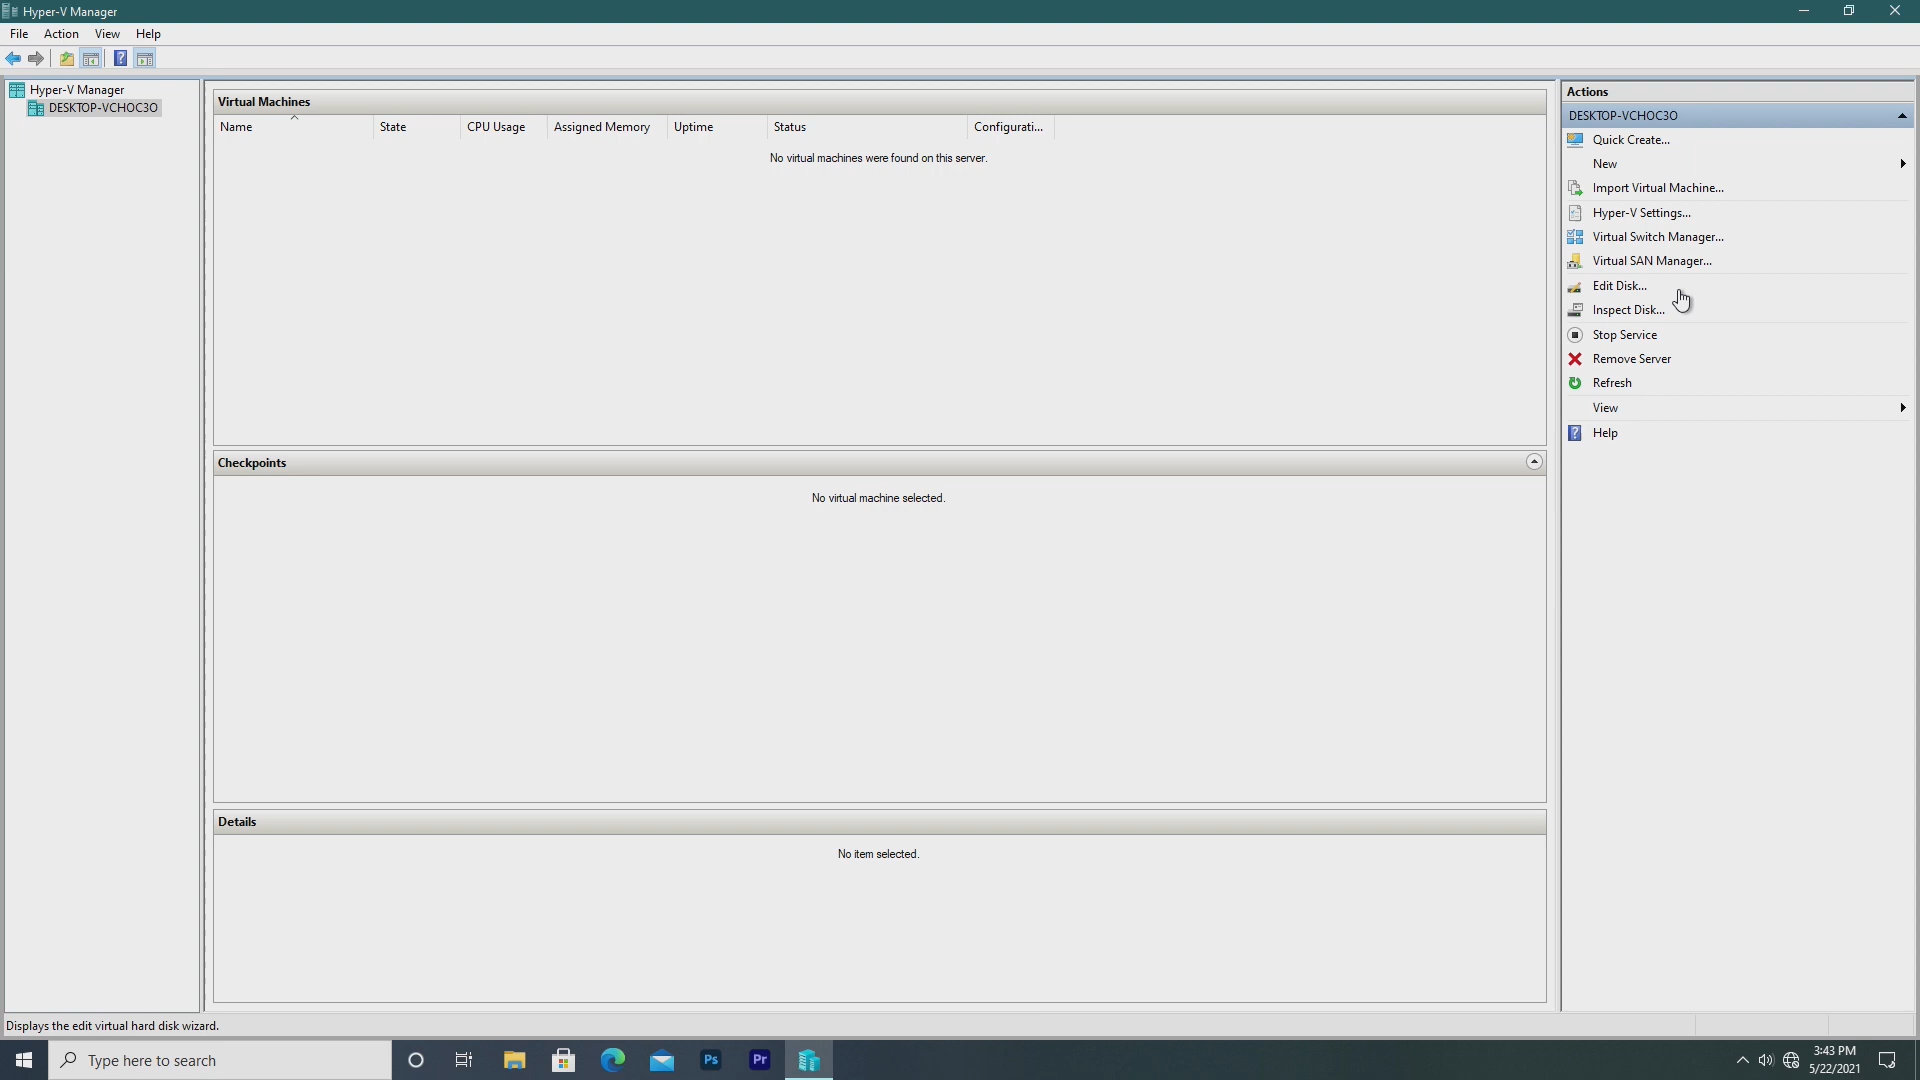 Hyper-V Manager
File Action View Help
Hyper-V Manager
DESKTOP-VCHOC3O
Virtual Machines
Name State CPU Usage Assigned Memory Uptime Status Configurati...
No virtual machines were found on this server.
Checkpoints
No virtual machine selected.
Details
No item selected.
Actions
DESKTOP-VCHOC3O
Quick Create...
New
Import Virtual Machine...
Hyper-V Settings...
Virtual Switch Manager...
Virtual SAN Manager...
Edit Disk...
Inspect Disk...
Stop Service
Remove Server
Refresh
View
Help
Displays the edit virtual hard disk wizard.
Type here to search
Ps
Pr
3:43 PM
5/22/2021